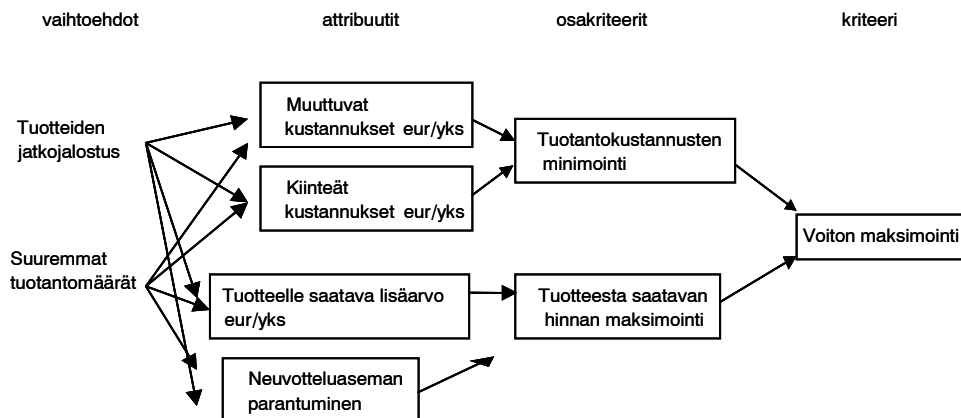 vaihtoehdot
attribuutit
osakriteerit
kriteeri
Tuotteiden
jatkojalostus
Suuremmat
tuotantomäärät
Muuttuvat
kustannukset eur/yks
Kiinteät
kustannukset eur/yks
Tuotteelle saatava lisäarvo
eur/yks
Neuvotteluaseman
parantuminen
Tuotantokustannusten
minimointi
Tuotteesta saatavan
hinnan maksimointi
Voiton maksimointi